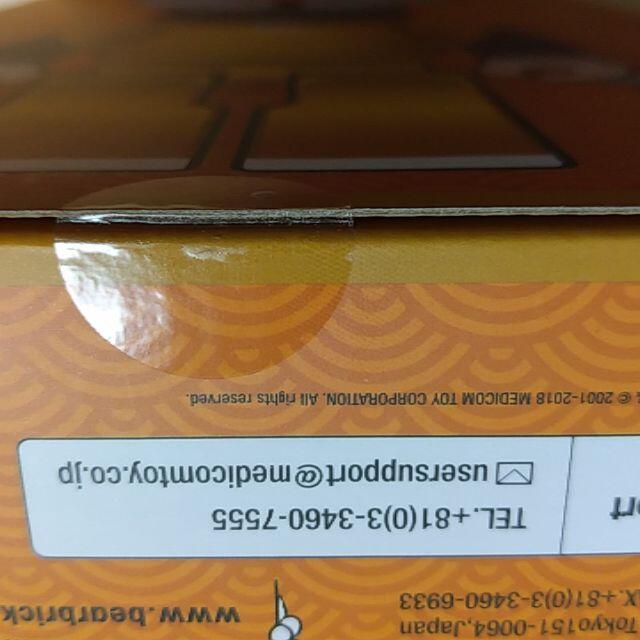 Tokyo151-0064,Japan
X.+81(0)3-3460-6933
www.bearbrick
TEL.+81(0)3-3460-7555
usersupport@medicomtoy.co.jp
© 2001-2018 MEDICOM TOY CORPORATION. All rights reserved.